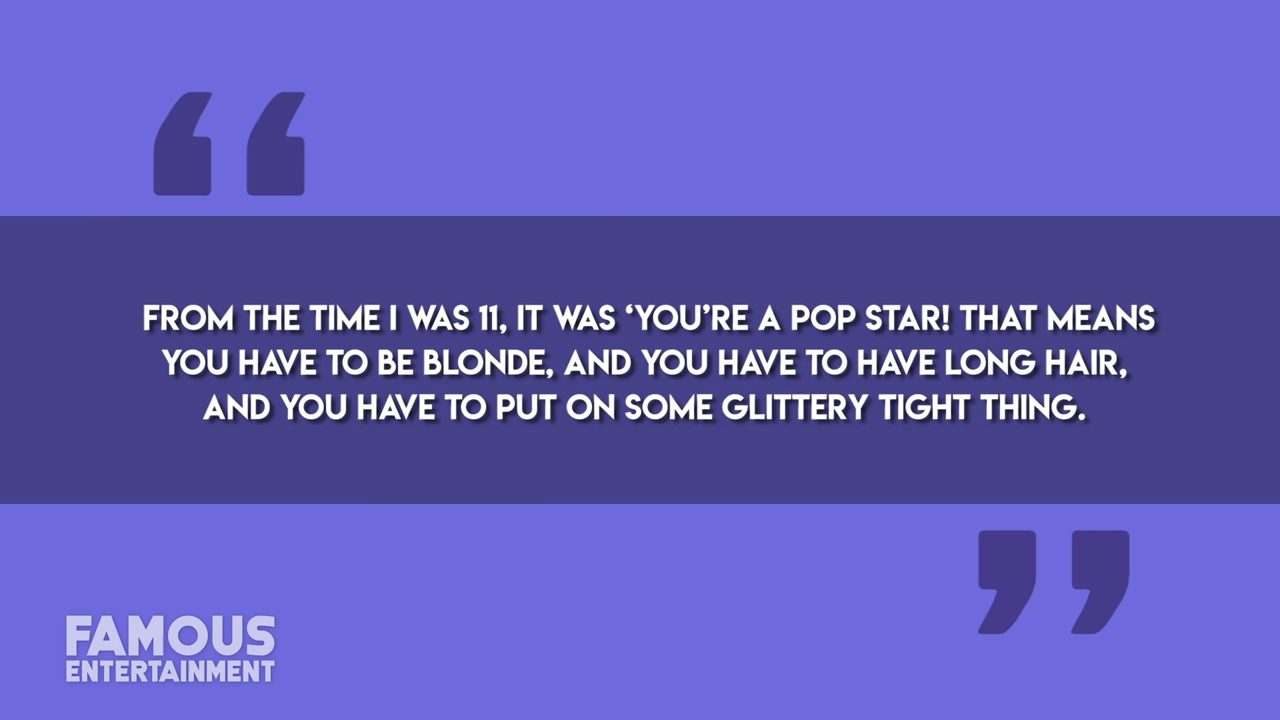 FROM THE TIME I WAS 11, IT WAS ‘YOU’RE A POP STAR! THAT MEANS
YOU HAVE TO BE BLONDE, AND YOU HAVE TO HAVE LONG HAIR,
AND YOU HAVE TO PUT ON SOME GLITTERY TIGHT THING.
FAMOUS
ENTERTAINMENT